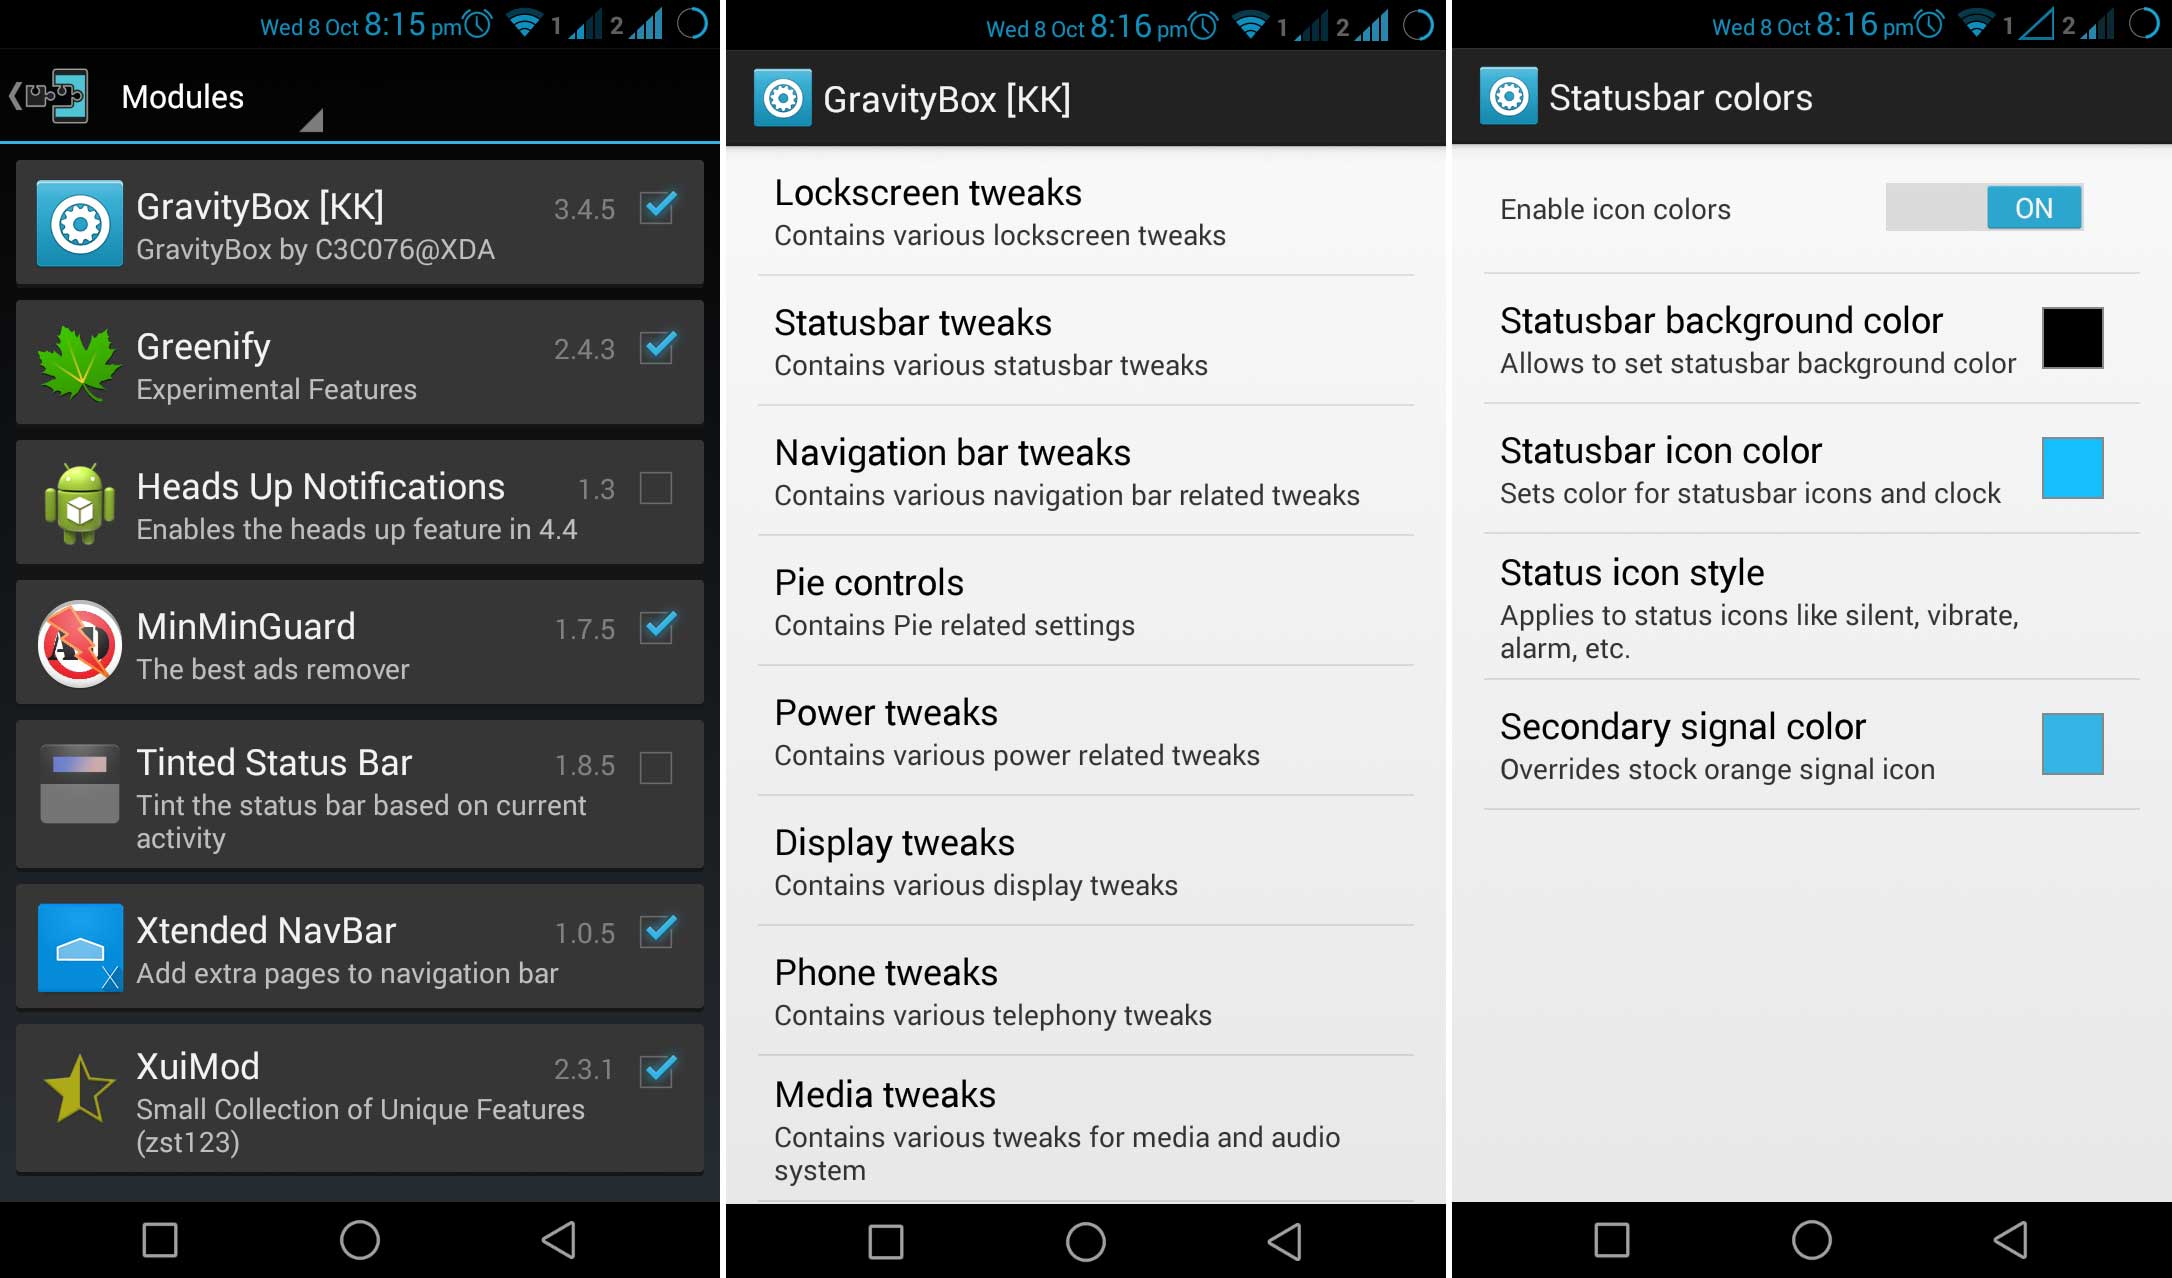 Wed 8 Oct 8:15 pm 1 2
Modules
GravityBox [KK] 3.4.5
GravityBox by C3C076@XDA
Greenify 2.4.3
Experimental Features
Heads Up Notifications 1.3
Enables the heads up feature in 4.4
AD
MinMinGuard 1.7.5
The best ads remover
Tinted Status Bar 1.8.5
Tint the status bar based on current
activity
X
Xtended NavBar 1.0.5
Add extra pages to navigation bar
XuiMod 2.3.1
Small Collection of Unique Features
(zst123)
Wed 8 Oct 8:16 pm 1 2
GravityBox [KK]
Lockscreen tweaks
Contains various lockscreen tweaks
Statusbar tweaks
Contains various statusbar tweaks
Navigation bar tweaks
Contains various navigation bar related tweaks
Pie controls
Contains Pie related settings
Power tweaks
Contains various power related tweaks
Display tweaks
Contains various display tweaks
Phone tweaks
Contains various telephony tweaks
Media tweaks
Contains various tweaks for media and audio
system
Wed 8 Oct 8:16 pm 1 2
Statusbar colors
Enable icon colors ON
Statusbar background color
Allows to set statusbar background color
Statusbar icon color
Sets color for statusbar icons and clock
Status icon style
Applies to status icons like silent, vibrate,
alarm, etc.
Secondary signal color
Overrides stock orange signal icon